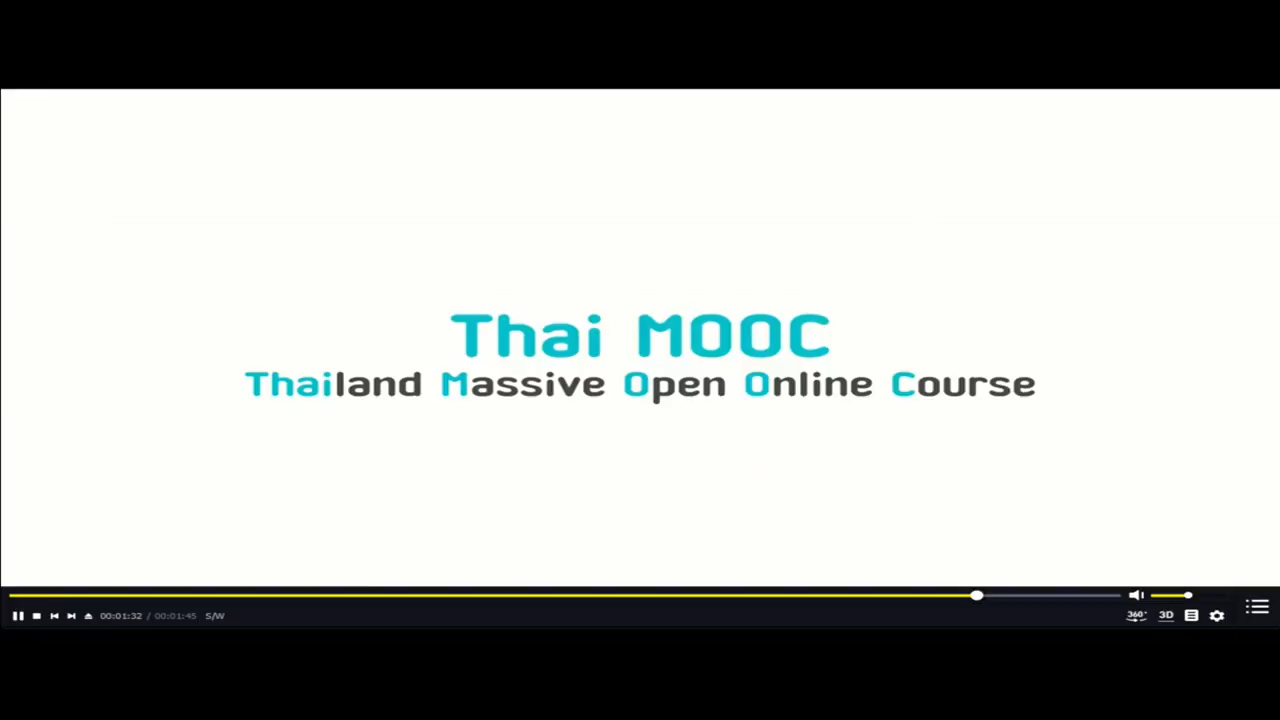 Thai MOOC
Thailand Massive Open Online Course
00:01:32 / 00:01:45 S/W
360°
3D